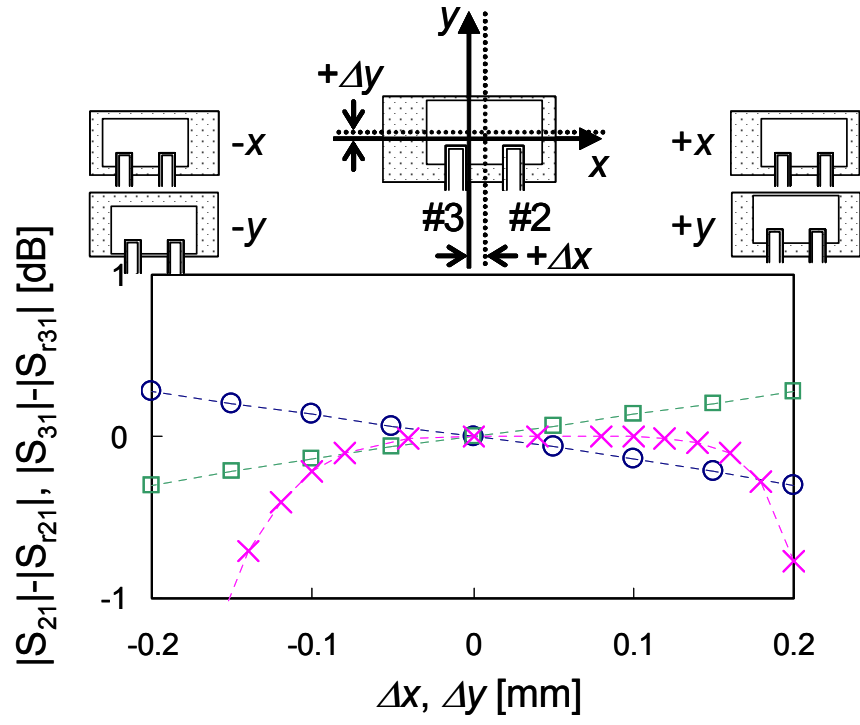 y
+Δy
-x
+x
x
-y
#3
#2
+y
+Δx
|S21|-|Sr21|, |S31|-|Sr31| [dB]
1
0
-1
-0.2
-0.1
0
0.1
0.2
Δx, Δy [mm]